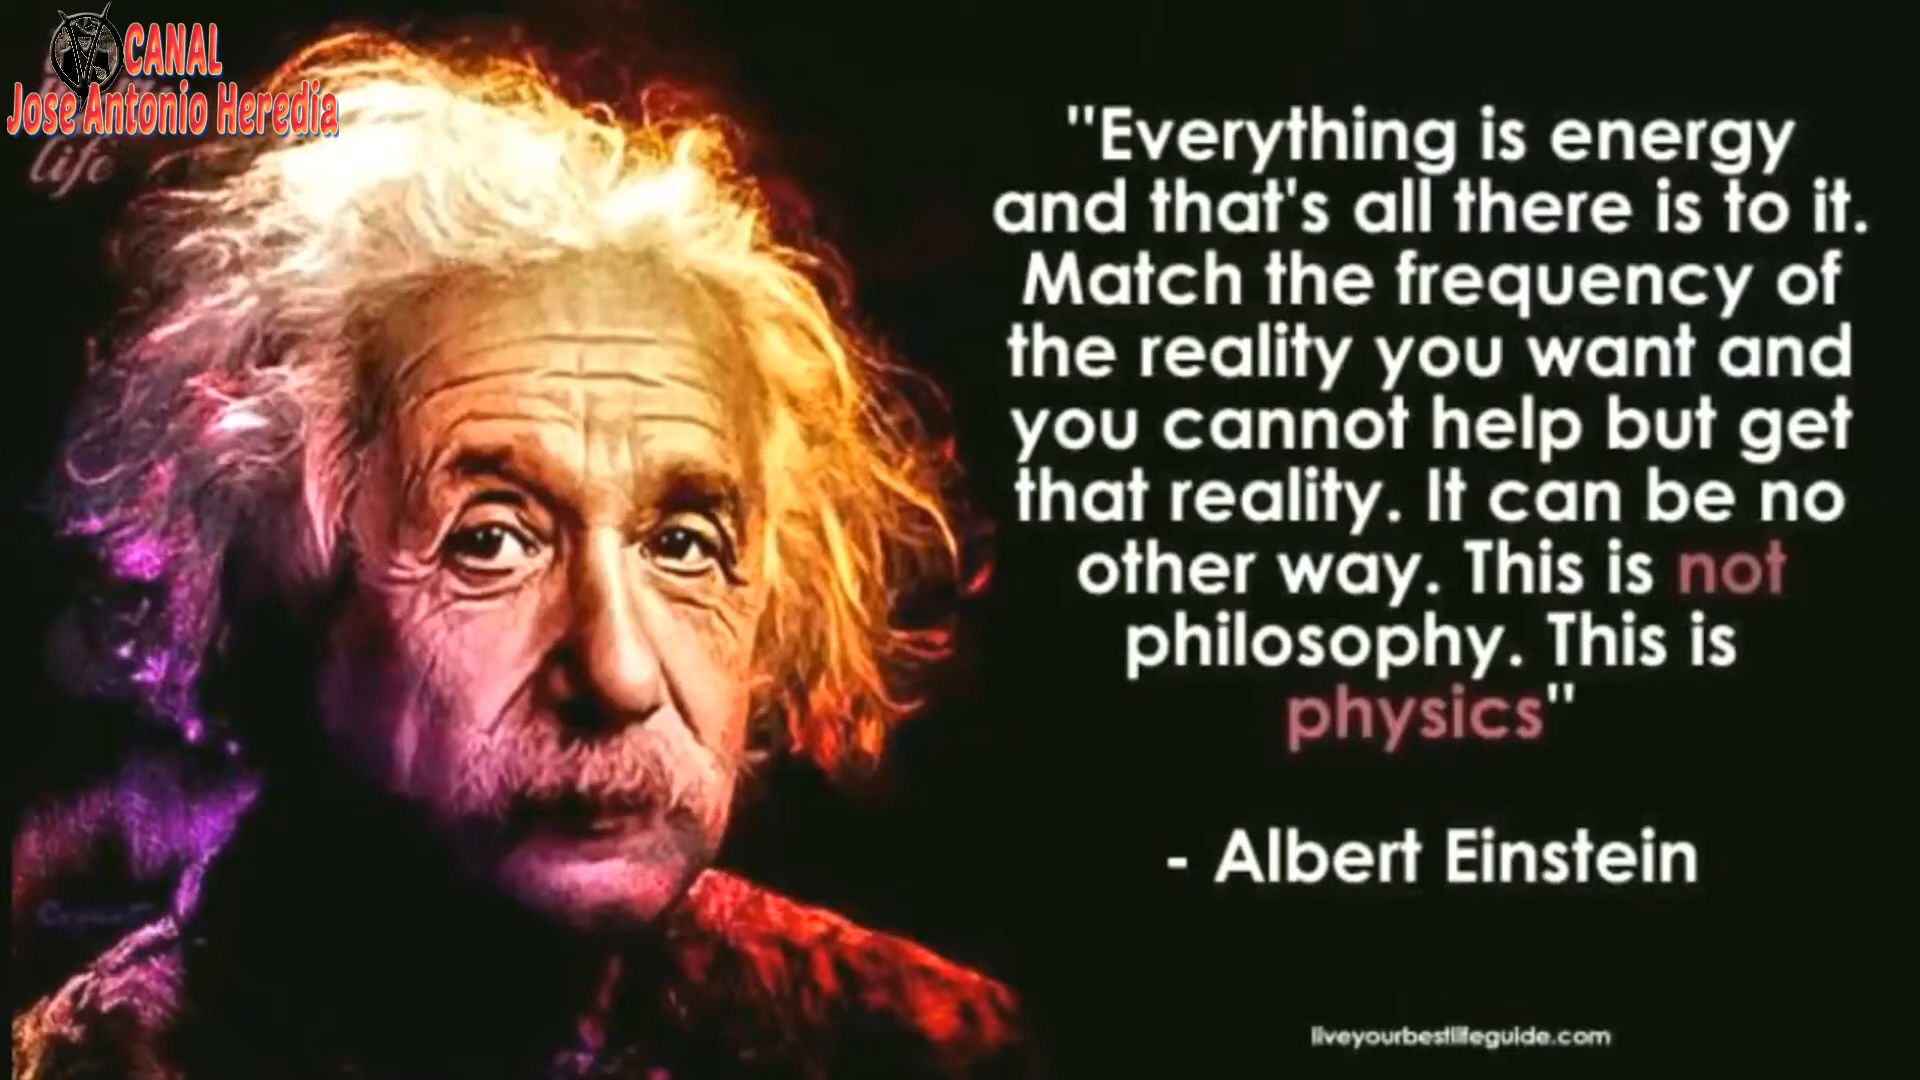 CANAL
Jose Antonio Heredia
life
"Everything is energy
and that's all there is to it.
Match the frequency of
the reality you want and
you cannot help but get
that reality. It can be no
other way. This is not
philosophy. This is
physics"
- Albert Einstein
liveyourbestlifeguide.com